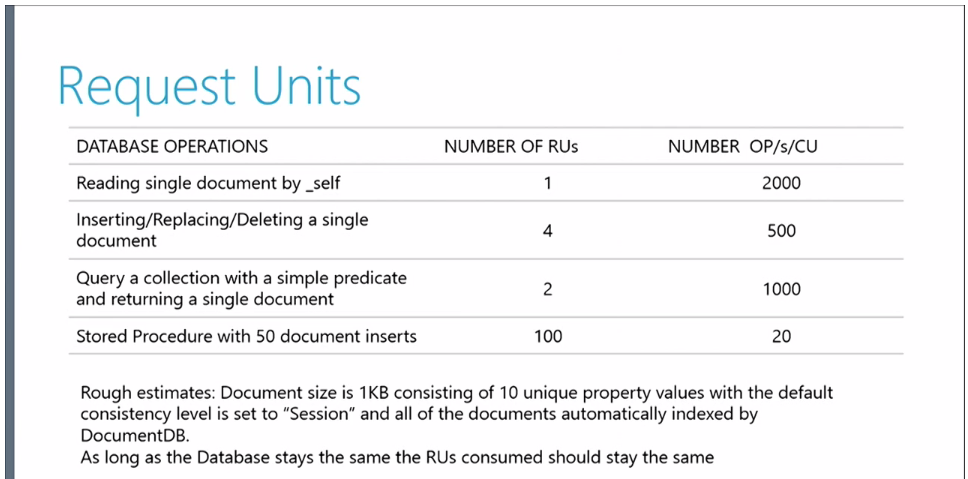 Request Units
DATABASE OPERATIONS NUMBER OF RUs NUMBER OP/s/CU
Reading single document by _self 1 2000
Inserting/Replacing/Deleting a single
document 4 500
Query a collection with a simple predicate
and returning a single document 2 1000
Stored Procedure with 50 document inserts 100 20
Rough estimates: Document size is 1KB consisting of 10 unique property values with the default
consistency level is set to “Session” and all of the documents automatically indexed by
DocumentDB.
As long as the Database stays the same the RUs consumed should stay the same